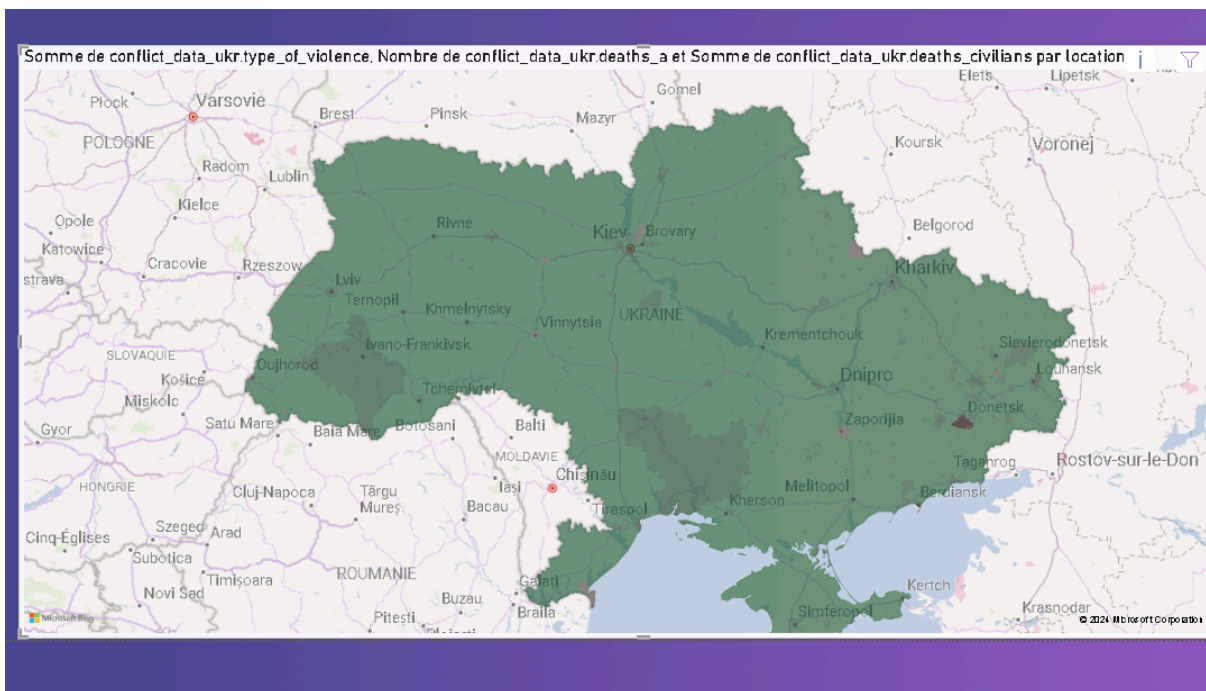 Somme de conflict_data_ukr.type_of_violence, Nombre de conflict_data_ukr.deaths_a et Somme de conflict_data_ukr.deaths_civilians par location
Elets
Lipetsk
Gomel
Płock
Varsovie
Brest
Pinsk
Mazyr
POLOGNE
Koursk
Voronej
Radom
Lublin
Kielce
Opole
Rivne
Kiev
Brovary
Belgorod
Katowice
Cracovie
Rzeszow
Kharkiv
strava
Lviv
Ternopil
Khmelnytsky
Vinnytsia
UKRAINE
Krementchouk
Sievierodonetsk
SLOVAQUIE
Ivano-Frankivsk
Oujhorod
Košice
Dnipro
Louhansk
Miskolc
Tchernivtsi
Donetsk
Gyor
Satu Mare
Baia Mare
Botosani
Balti
Zaporijia
MOLDAVIE
Chișinău
Taganrog
Rostov-sur-le-Don
HONGRIE
Cluj-Napoca
Târgu
Mureș
Iași
Bacau
Tiraspol
Kherson
Melitopol
Berdiansk
Cinq-Églises
Szeged
Arad
Subotica
Timișoara
ROUMANIE
Galati
Novi Sad
Buzau
Braila
Kertch
Pitești
Simferopol
Krasnodar
Microsoft Bing
© 2024 Microsoft Corporation